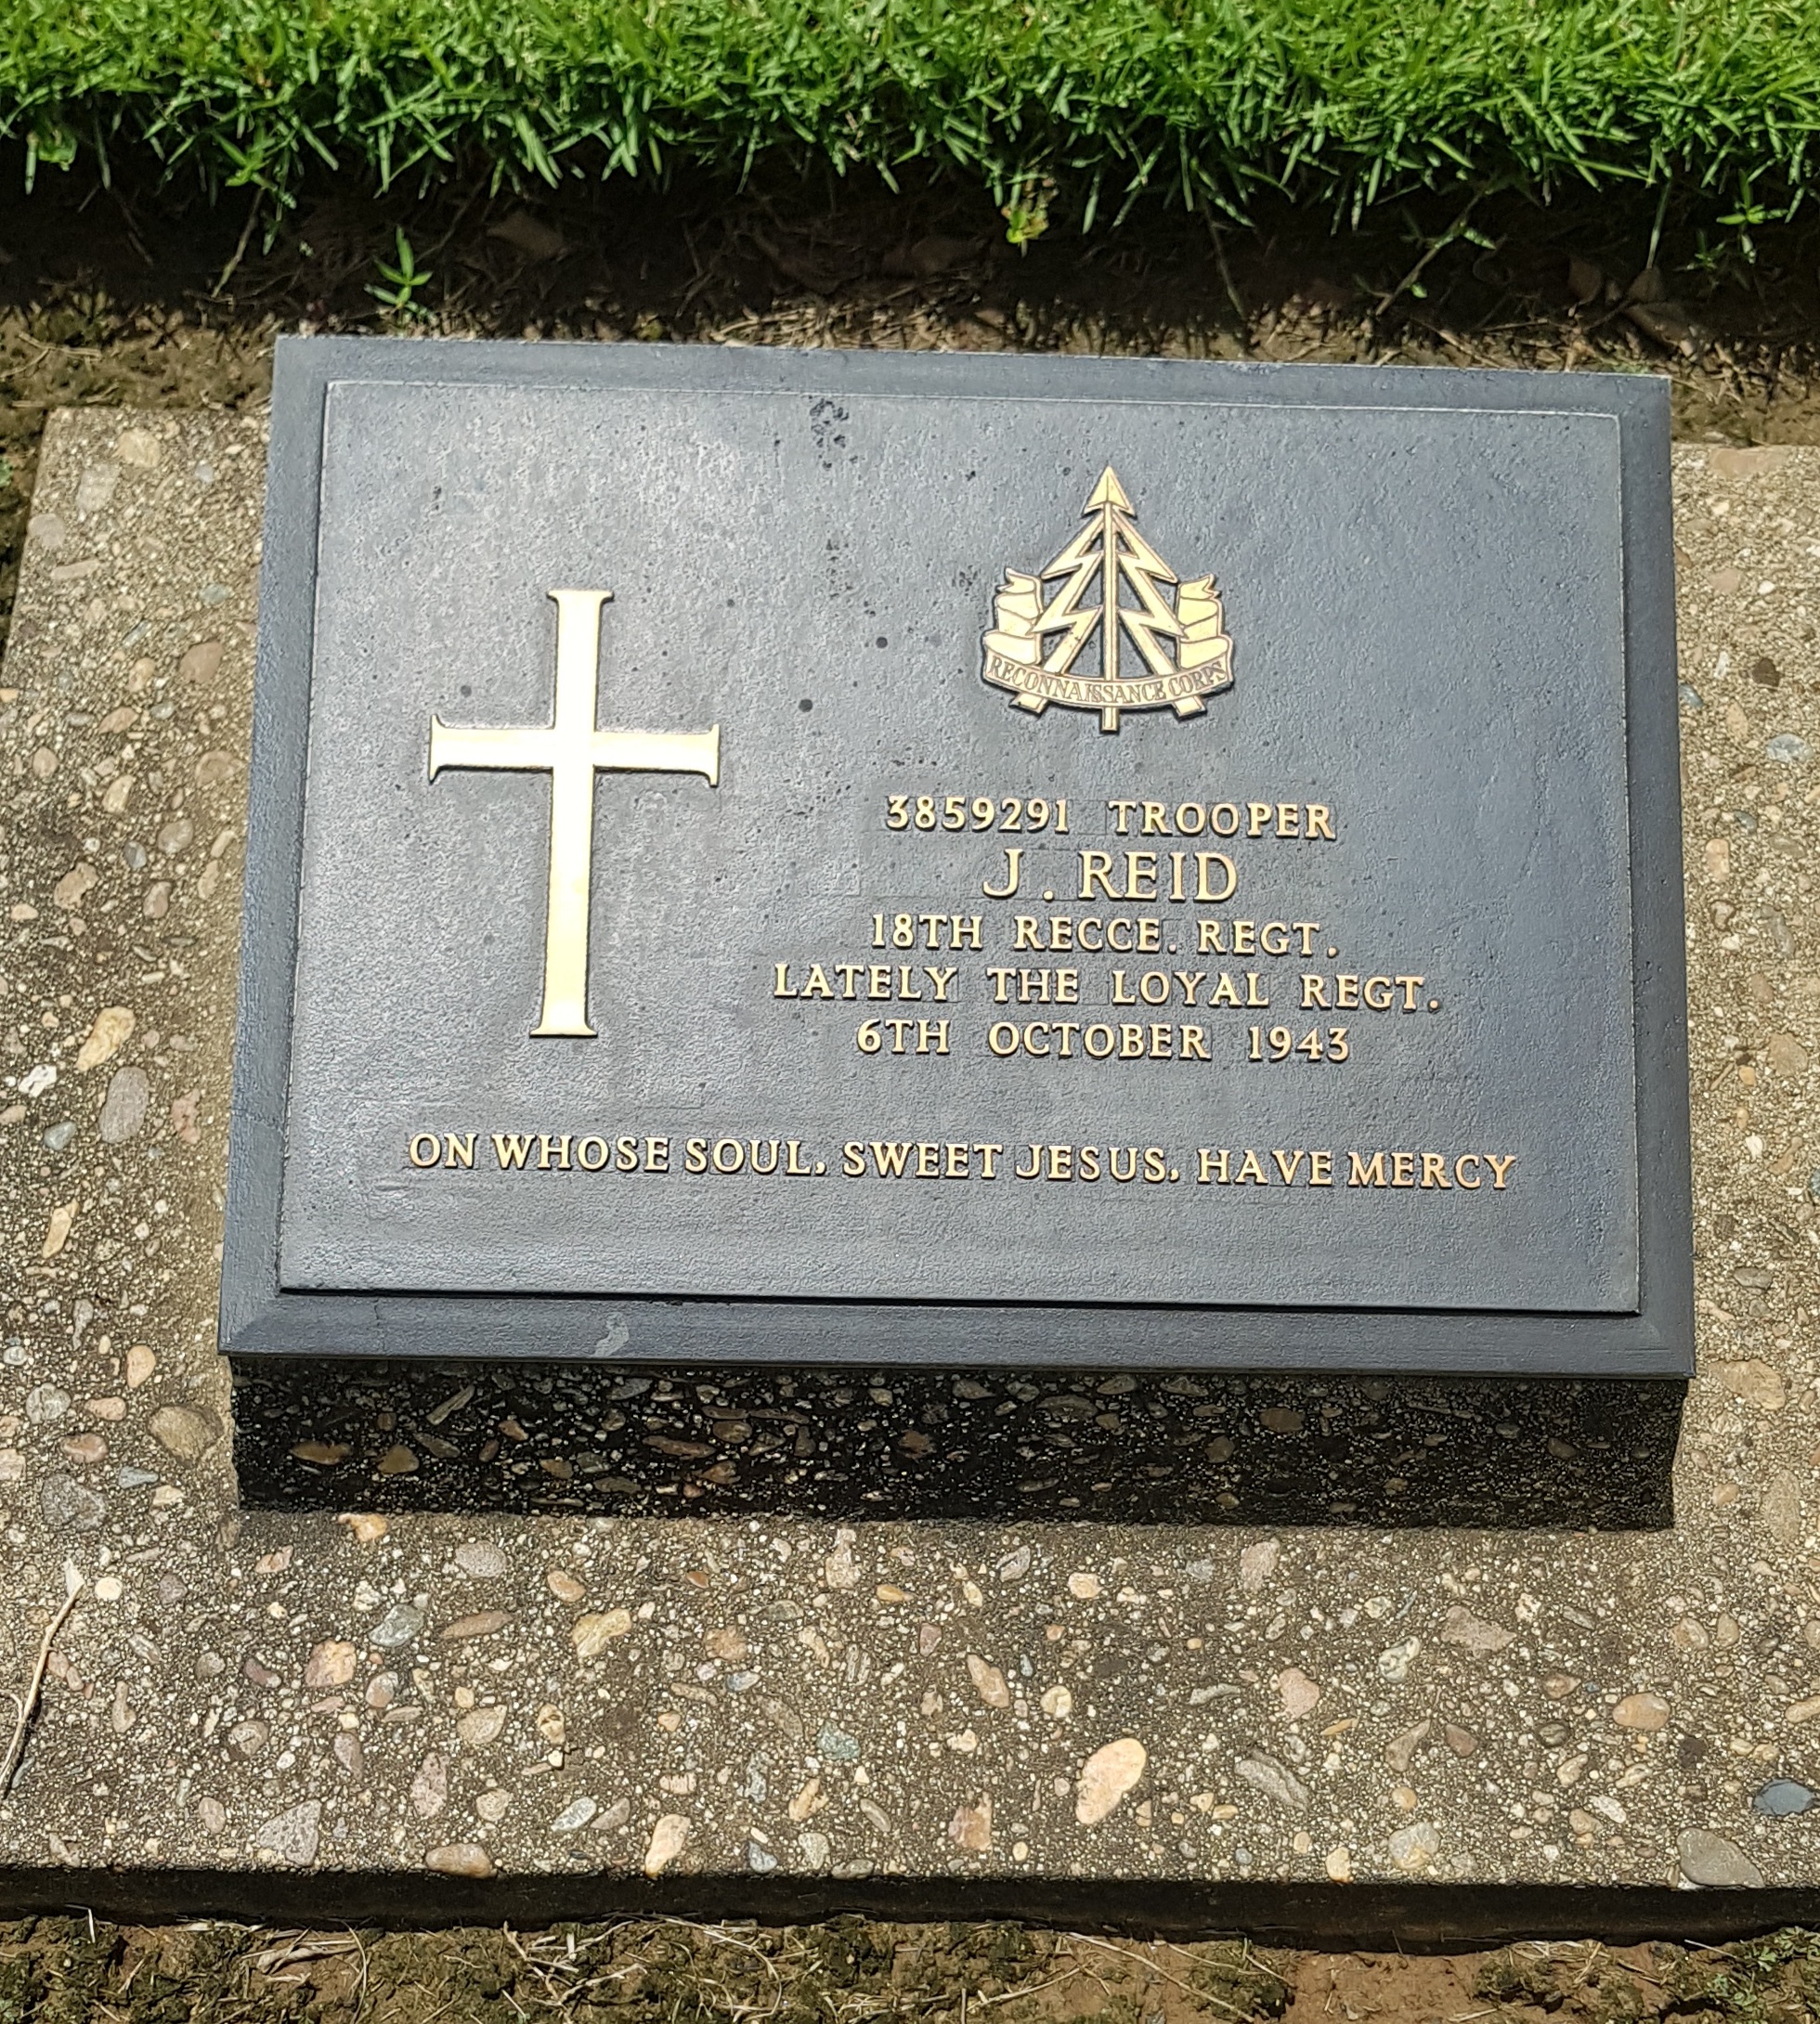 RECONNAISSANCE CORPS
3859291 TROOPER
J. REID
18TH RECCE. REGT.
LATELY THE LOYAL REGT.
6TH OCTOBER 1943
ON WHOSE SOUL, SWEET JESUS, HAVE MERCY